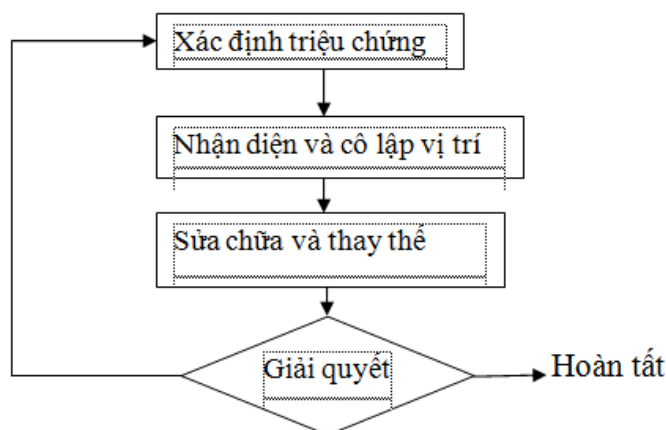 Xác định triệu chứng
Nhận diện và cô lập vị trí
Sửa chữa và thay thế
Giải quyết
Hoàn tất